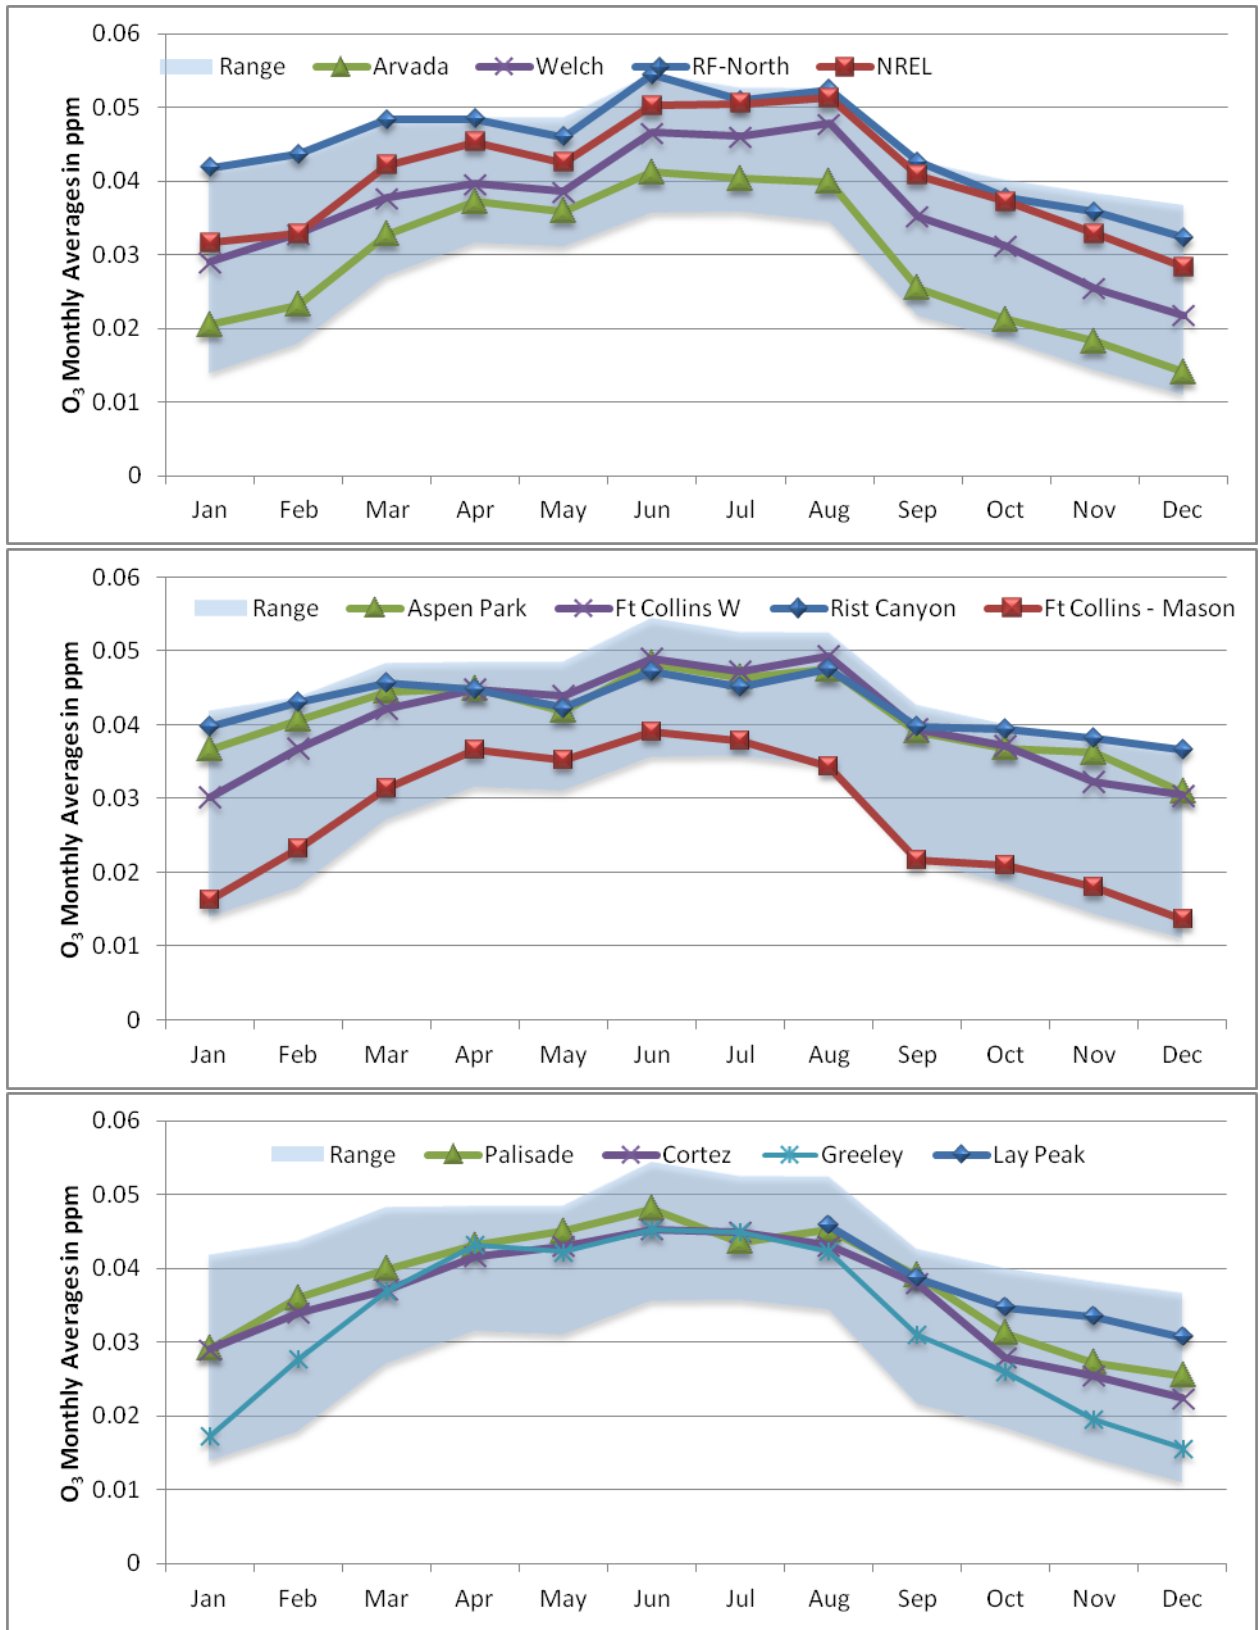 0.06
Range Arvada Welch RF-North NREL
0.05
0.04
0.03
0.02
0.01
0
O₃ Monthly Averages in ppm
Jan Feb Mar Apr May Jun Jul Aug Sep Oct Nov Dec
0.06
Range Aspen Park Ft Collins W Rist Canyon Ft Collins - Mason
0.05
0.04
0.03
0.02
0.01
0
O₃ Monthly Averages in ppm
Jan Feb Mar Apr May Jun Jul Aug Sep Oct Nov Dec
0.06
Range Palisade Cortez Greeley Lay Peak
0.05
0.04
0.03
0.02
0.01
0
O₃ Monthly Averages in ppm
Jan Feb Mar Apr May Jun Jul Aug Sep Oct Nov Dec